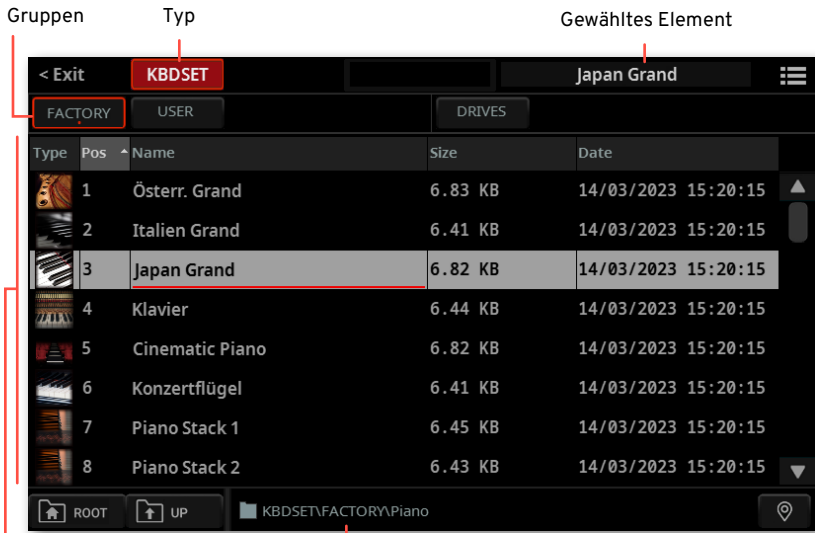 Gruppen Typ Gewähltes Element
< Exit KBDSET Japan Grand
FACTORY USER DRIVES
Type Pos Name Size Date
1 Österr. Grand 6.83 KB 14/03/2023 15:20:15
2 Italien Grand 6.41 KB 14/03/2023 15:20:15
3 Japan Grand 6.82 KB 14/03/2023 15:20:15
4 Klavier 6.44 KB 14/03/2023 15:20:15
5 Cinematic Piano 6.82 KB 14/03/2023 15:20:15
6 Konzertflügel 6.41 KB 14/03/2023 15:20:15
7 Piano Stack 1 6.45 KB 14/03/2023 15:20:15
8 Piano Stack 2 6.43 KB 14/03/2023 15:20:15
ROOT UP KBDSET\FACTORY\Piano